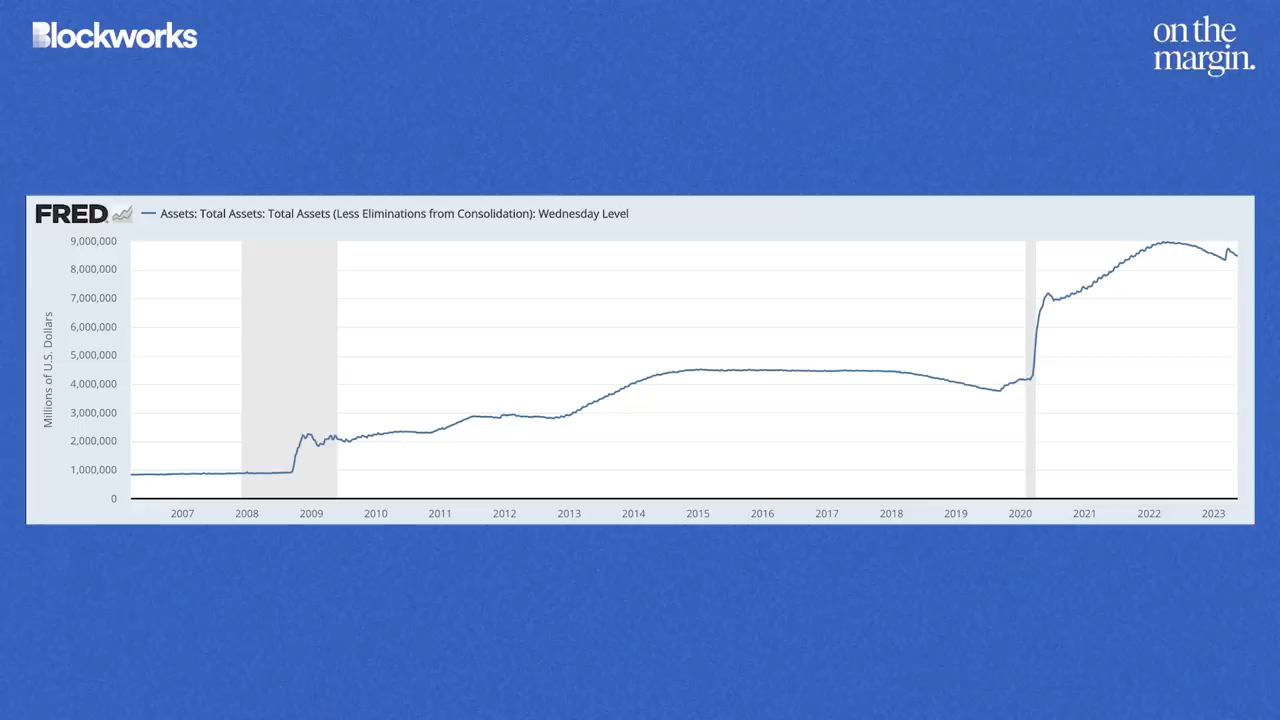 Blockworks
on the
margin.
FRED
Assets: Total Assets: Total Assets (Less Eliminations from Consolidation): Wednesday Level
Millions of U.S. Dollars
9,000,000
8,000,000
7,000,000
6,000,000
5,000,000
4,000,000
3,000,000
2,000,000
1,000,000
0
2007 2008 2009 2010 2011 2012 2013 2014 2015 2016 2017 2018 2019 2020 2021 2022 2023